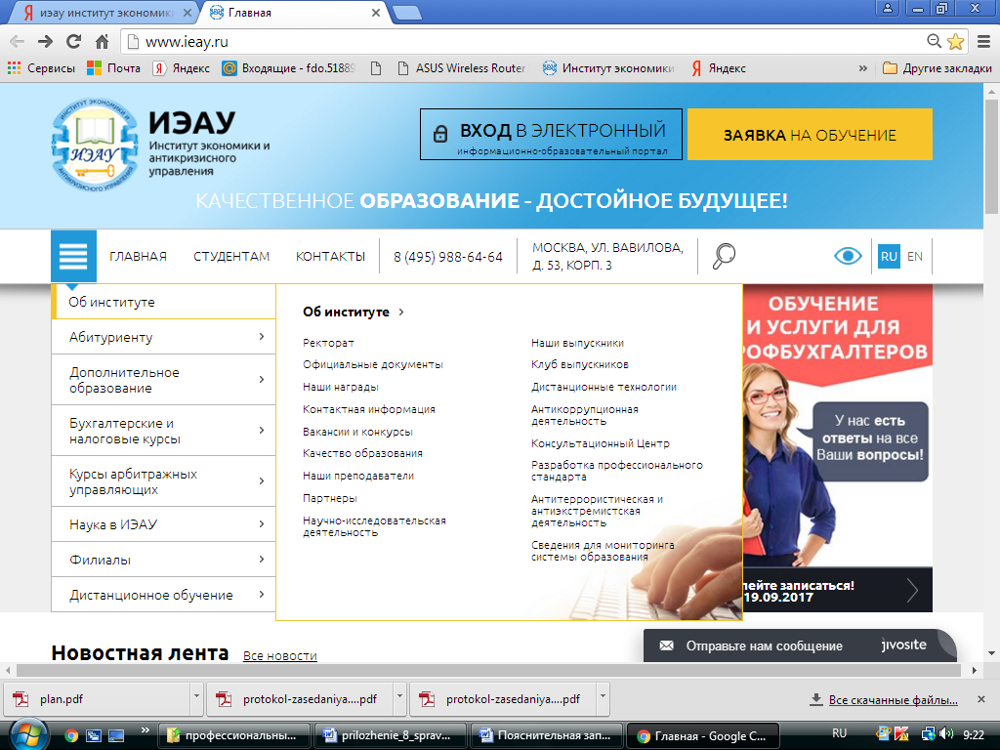 иэау институт экономик
Главная
www.ieay.ru
Сервисы
Почта
Яндекс
Входящие - fdo.5188
ASUS Wireless Router
Институт экономики
Яндекс
»
Другие закладки
ИНСТИТУТ ЭКОНОМИКИ И
ИЭАУ
АНТИКРИЗИСНОГО УПРАВЛЕНИЯ
ИЭАУ
Институт экономики и
антикризисного
управления
ВХОД В ЭЛЕКТРОННЫЙ
информационно-образовательный портал
ЗАЯВКА НА ОБУЧЕНИЕ
КАЧЕСТВЕННОЕ ОБРАЗОВАНИЕ - ДОСТОЙНОЕ БУДУЩЕЕ!
ГЛАВНАЯ
СТУДЕНТАМ
КОНТАКТЫ
8 (495) 988-64-64
МОСКВА, УЛ. ВАВИЛОВА,
Д. 53, КОРП. 3
RU
EN
Об институте
Абитуриенту
Дополнительное
образование
Бухгалтерские и
налоговые курсы
Курсы арбитражных
управляющих
Наука в ИЭАУ
Филиалы
Дистанционное обучение
Об институте
Ректорат
Официальные документы
Наши награды
Контактная информация
Вакансии и конкурсы
Качество образования
Наши преподаватели
Партнеры
Научно-исследовательская
деятельность
Наши выпускники
Клуб выпускников
Дистанционные технологии
Антикоррупционная
деятельность
Консультационный Центр
Разработка профессионального
стандарта
Антитеррористическая и
антиэкстремистская
деятельность
Сведения для мониторинга
системы образования
ОБУЧЕНИЕ
И УСЛУГИ ДЛЯ
РОФБУХГАЛТЕРОВ
У нас есть
ответы на все
Ваши вопросы!
пейте записаться!
19.09.2017
Новостная лента
Все новости
Отправьте нам сообщение
jivosite
plan.pdf
protokol-zasedaniya....pdf
protokol-zasedaniya....pdf
Все скачанные файлы...
»
профессиональны...
prilozhenie_8_sprav...
Пояснительная зап...
Главная - Google C...
RU
9:22